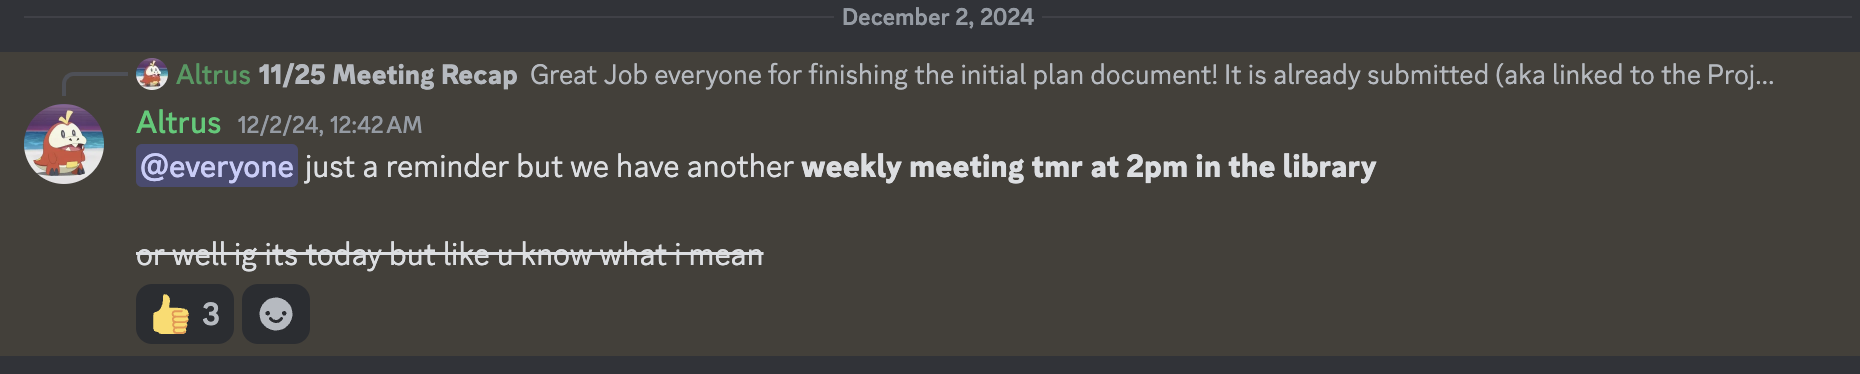 December 2, 2024
Altrus 11/25 Meeting Recap Great Job everyone for finishing the initial plan document! It is already submitted (aka linked to the Proj...
Altrus 12/2/24, 12:42 AM
@everyone just a reminder but we have another weekly meeting tmr at 2pm in the library
or well ig its today but like u know what i mean
3